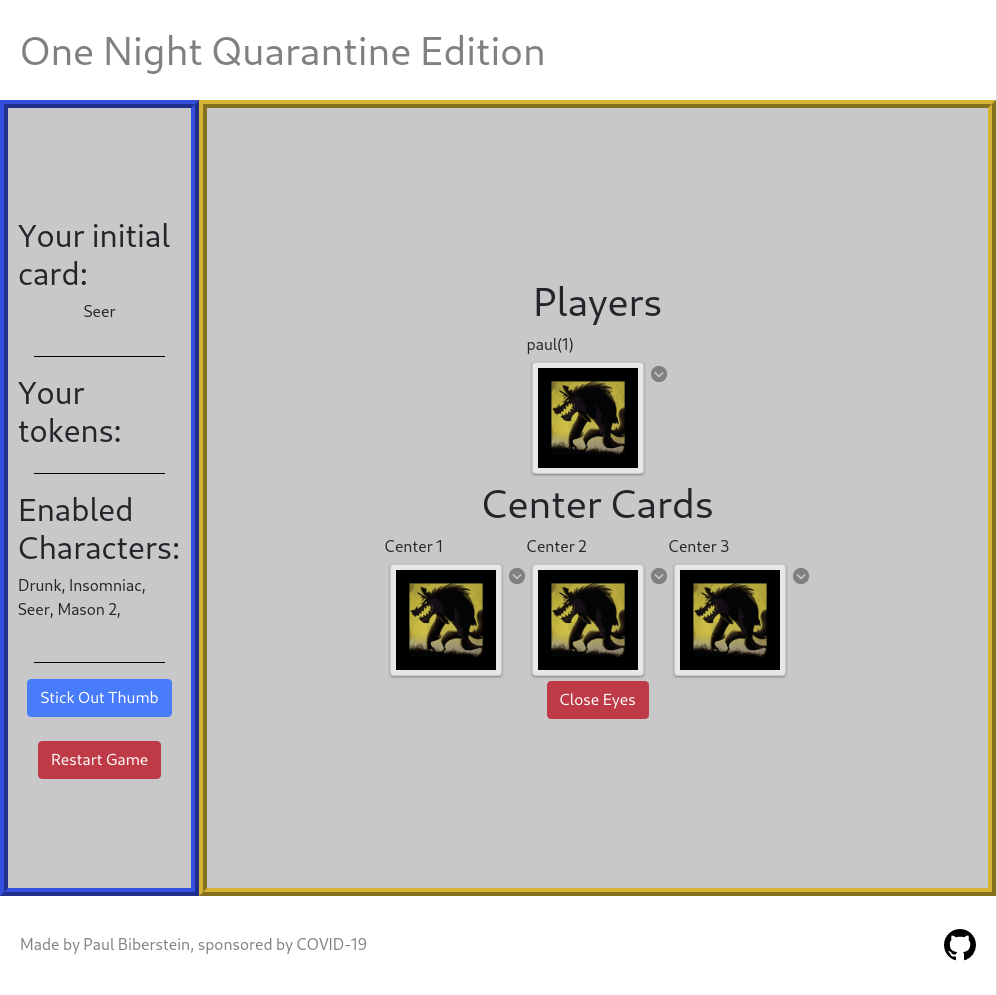 One Night Quarantine Edition
Your initial
card:
Seer
Your
tokens:
Enabled
Characters:
Drunk, Insomniac,
Seer, Mason 2,
Stick Out Thumb
Restart Game
Players
paul(1)
Center Cards
Center 1
Center 2
Center 3
Close Eyes
Made by Paul Biberstein, sponsored by COVID-19